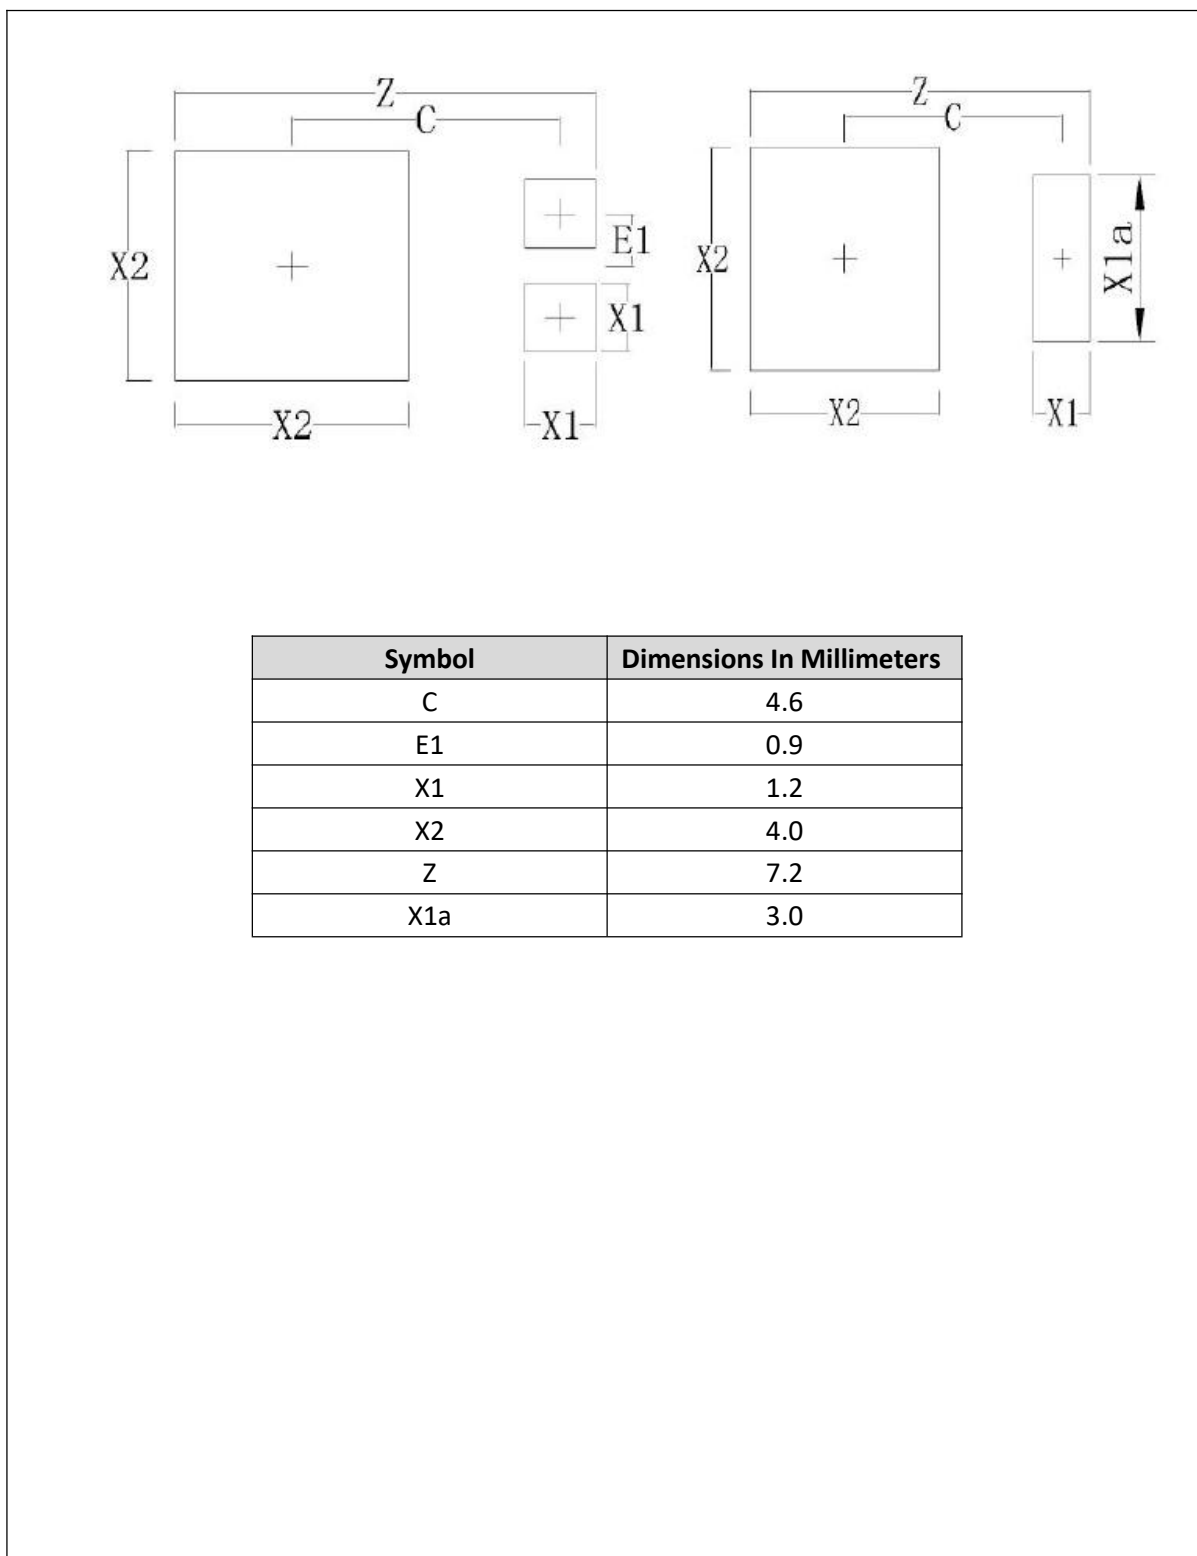 Z
C
X2
E1
X1
X2
X1
Z
C
X2
X1a
X2
X1
Symbol Dimensions In Millimeters
C 4.6
E1 0.9
X1 1.2
X2 4.0
Z 7.2
X1a 3.0